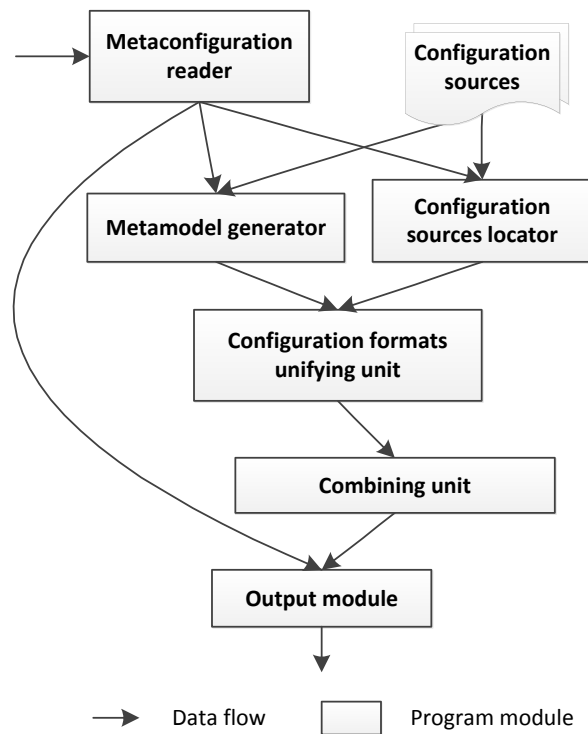 Metaconfiguration
reader
Configuration
sources
Metamodel generator
Configuration
sources locator
Configuration formats
unifying unit
Combining unit
Output module
Data flow
Program module